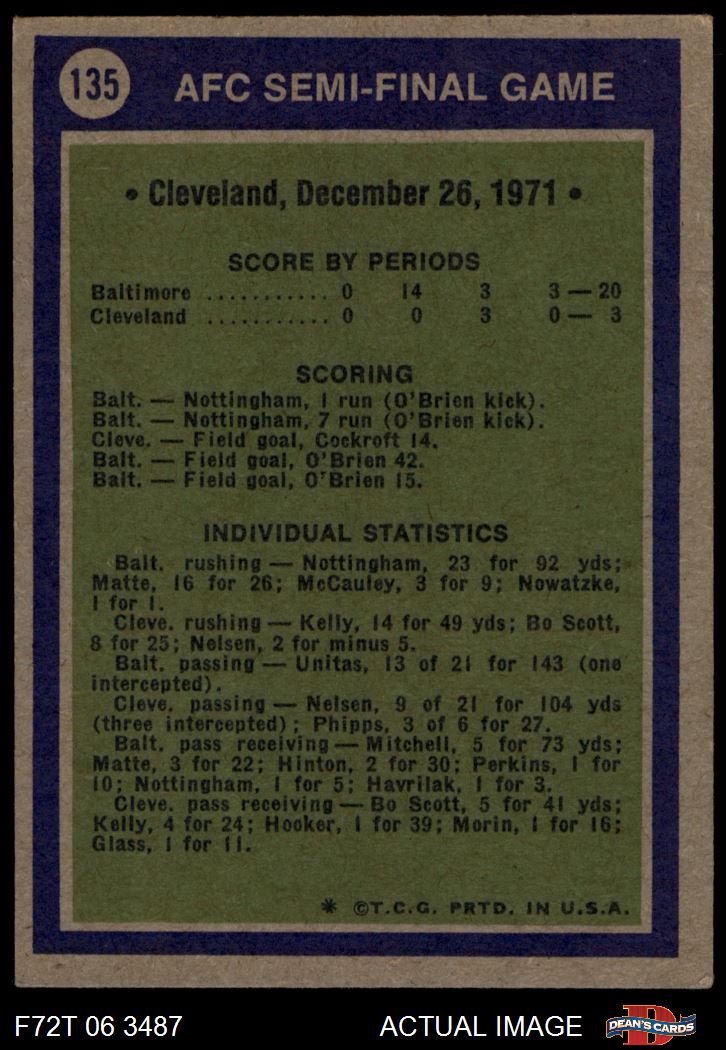 135 AFC SEMI-FINAL GAME
• Cleveland, December 26, 1971 •
SCORE BY PERIODS
Baltimore ........... 0 14 3 3 — 20
Cleveland ........... 0 0 3 0 — 3
SCORING
Balt. — Nottingham, 1 run (O'Brien kick).
Balt. — Nottingham, 7 run (O'Brien kick).
Cleve. — Field goal, Cockroft 14.
Balt. — Field goal, O'Brien 42.
Balt. — Field goal, O'Brien 15.
INDIVIDUAL STATISTICS
Balt. rushing — Nottingham, 23 for 92 yds;
Matte, 16 for 26; McCauley, 3 for 9; Nowatzke,
1 for 1.
Cleve. rushing — Kelly, 14 for 49 yds; Bo Scott,
8 for 25; Nelsen, 2 for minus 5.
Balt. passing — Unitas, 13 of 21 for 143 (one
intercepted).
Cleve. passing — Nelsen, 9 of 21 for 104 yds
(three intercepted); Phipps, 3 of 6 for 27.
Balt. pass receiving — Mitchell, 5 for 73 yds;
Matte, 3 for 22; Hinton, 2 for 30; Perkins, 1 for
10; Nottingham, 1 for 5; Havrilak, 1 for 3.
Cleve. pass receiving — Bo Scott, 5 for 41 yds;
Kelly, 4 for 24; Hooker, 1 for 39; Morin, 1 for 16;
Glass, 1 for 11.
* ©T.C.G. PRTD. IN U.S.A.
F72T 06 3487 ACTUAL IMAGE D DEAN'S CARDS